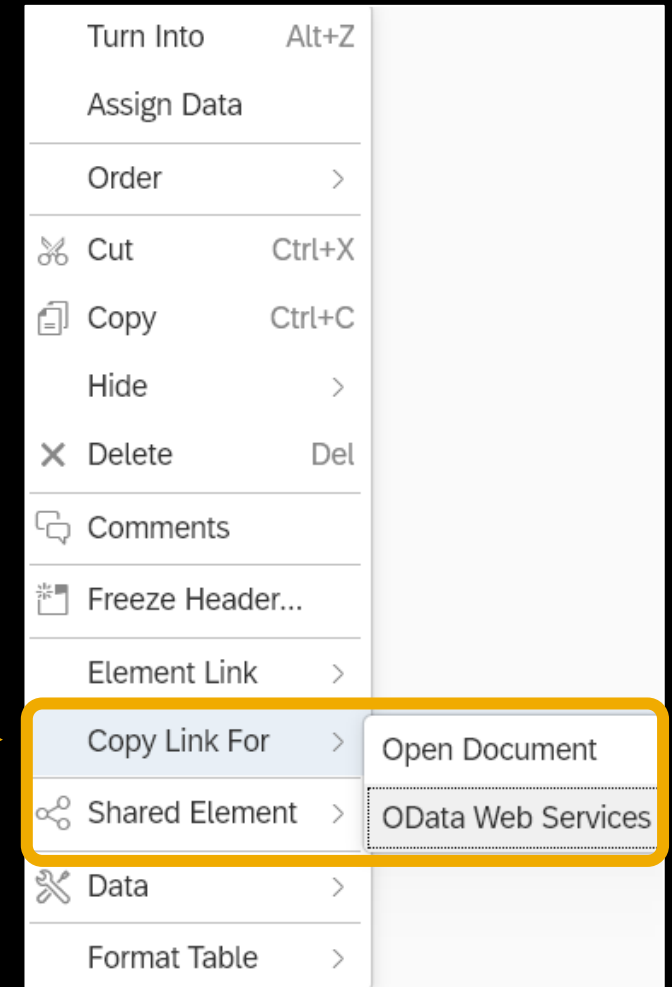 Turn Into Alt+Z
Assign Data
Order
Cut Ctrl+X
Copy Ctrl+C
Hide
Delete Del
Comments
Freeze Header...
Element Link
Copy Link For
Open Document
Shared Element
OData Web Services
Data
Format Table